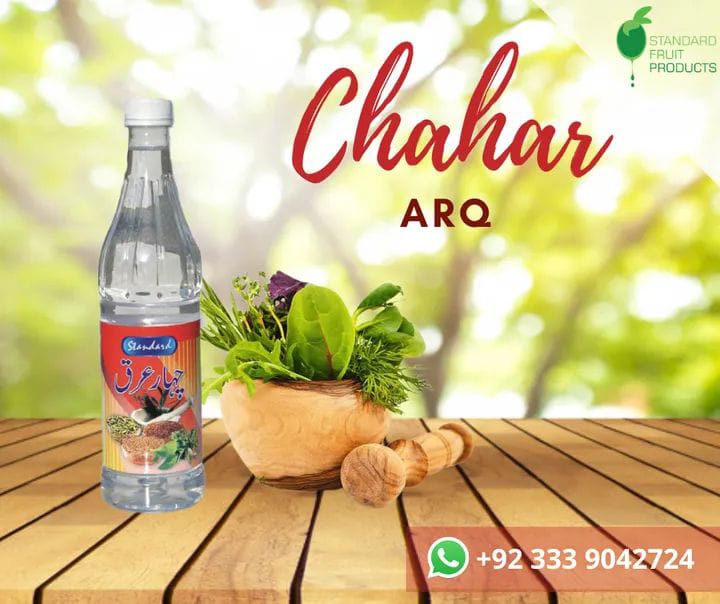 STANDARD
FRUIT
PRODUCTS
Chahar
ARQ
Standard
چہار عرق
+92 333 9042724